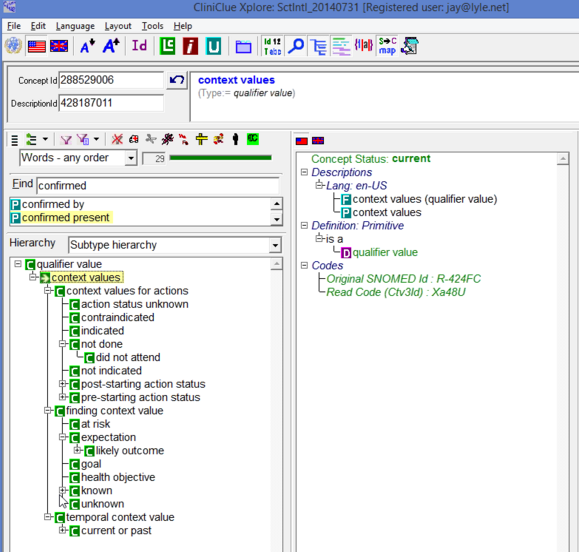 CliniClue Xplore: SctIntl_20140731 [Registered user: jay@lyle.net]
File Edit Language Layout Tools Help
A A Id i U Id 12 Tabs {|a|} S→C map
Concept Id 288529006
DescriptionId 428187011
context values
(Type:= qualifier value)
Words - any order 29
Find confirmed
P confirmed by
P confirmed present
Hierarchy Subtype hierarchy
C qualifier value
context values
C context values for actions
C action status unknown
C contraindicated
C indicated
C not done
C did not attend
C not indicated
C post-starting action status
C pre-starting action status
C finding context value
C at risk
C expectation
C likely outcome
C goal
C health objective
C known
C unknown
C temporal context value
C current or past
Concept Status: current
Descriptions
Lang: en-US
F context values (qualifier value)
P context values
Definition: Primitive
is a
D qualifier value
Codes
Original SNOMED Id : R-424FC
Read Code (Ctv3Id) : Xa48U